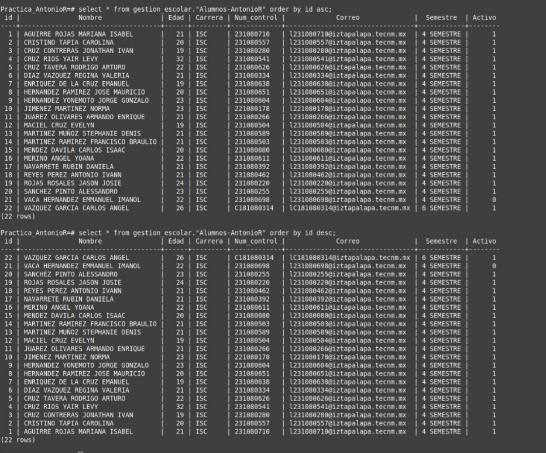 Practica_AntonioR=# select * from gestion_escolar."Alumnos-AntonioR" order by id asc;
id | Nombre | Edad | Carrera | Num_control | Correo | Semestre | Activo
1 | AGUIRRE ROJAS MARIANA ISABEL | 21 | ISC | 231080710 | l231080710@iztapalapa.tecnm.mx | 4 SEMESTRE | 1
2 | CRISTINO TAPIA CAROLINA | 20 | ISC | 231080557 | l231080557@iztapalapa.tecnm.mx | 4 SEMESTRE | 1
3 | CRUZ CONTRERAS JONATHAN IVAN | 19 | ISC | 231080280 | l231080280@iztapalapa.tecnm.mx | 4 SEMESTRE | 1
4 | CRUZ RIOS YAIR LEVY | 32 | ISC | 231080541 | l231080541@iztapalapa.tecnm.mx | 4 SEMESTRE | 1
5 | CRUZ TAVERA RODRIGO ARTURO | 22 | ISC | 231080626 | l231080626@iztapalapa.tecnm.mx | 4 SEMESTRE | 1
6 | DIAZ VAZQUEZ REGINA VALERIA | 21 | ISC | 231080334 | l231080334@iztapalapa.tecnm.mx | 4 SEMESTRE | 1
7 | ENRIQUEZ DE LA CRUZ EMANUEL | 19 | ISC | 231080638 | l231080638@iztapalapa.tecnm.mx | 4 SEMESTRE | 1
8 | HERNANDEZ RAMIREZ JOSE MAURICIO | 20 | ISC | 231080651 | l231080651@iztapalapa.tecnm.mx | 4 SEMESTRE | 1
9 | HERNANDEZ YONEMOTO JORGE GONZALO | 23 | ISC | 231080604 | l231080604@iztapalapa.tecnm.mx | 4 SEMESTRE | 1
10 | JIMENEZ MARTINEZ NORMA | 23 | ISC | 221080178 | l221080178@iztapalapa.tecnm.mx | 4 SEMESTRE | 1
11 | JUAREZ OLIVARES ARMANDO ENRIQUE | 21 | ISC | 231080266 | l231080266@iztapalapa.tecnm.mx | 4 SEMESTRE | 1
12 | MACIEL CRUZ EVELYN | 19 | ISC | 231080504 | l231080504@iztapalapa.tecnm.mx | 4 SEMESTRE | 1
13 | MARTINEZ MUÑOZ STEPHANIE DENIS | 21 | ISC | 231080509 | l231080509@iztapalapa.tecnm.mx | 4 SEMESTRE | 1
14 | MARTINEZ RAMIREZ FRANCISCO BRAULIO | 21 | ISC | 231080503 | l231080503@iztapalapa.tecnm.mx | 4 SEMESTRE | 1
15 | MENDEZ DAVILA CARLOS ISAAC | 20 | ISC | 231080080 | l231080080@iztapalapa.tecnm.mx | 4 SEMESTRE | 1
16 | MERINO ANGEL YOANA | 22 | ISC | 231080611 | l231080611@iztapalapa.tecnm.mx | 4 SEMESTRE | 1
17 | NAVARRETE RUBIN DANIELA | 21 | ISC | 231080392 | l231080392@iztapalapa.tecnm.mx | 4 SEMESTRE | 1
18 | REYES PEREZ ANTONIO IVANN | 21 | ISC | 231080462 | l231080462@iztapalapa.tecnm.mx | 4 SEMESTRE | 1
19 | ROJAS ROSALES JASON JOSIE | 24 | ISC | 231080220 | l231080220@iztapalapa.tecnm.mx | 4 SEMESTRE | 1
20 | SANCHEZ PINTO ALESSANDRO | 23 | ISC | 231080255 | l231080255@iztapalapa.tecnm.mx | 4 SEMESTRE | 1
21 | VACA HERNANDEZ EMMANUEL IMANOL | 22 | ISC | 231080698 | l231080698@iztapalapa.tecnm.mx | 4 SEMESTRE | 0
22 | VAZQUEZ GARCIA CARLOS ANGEL | 26 | ISC | C181080314 | lC181080314@iztapalapa.tecnm.mx | 6 SEMESTRE | 1
(22 rows)
Practica_AntonioR=# select * from gestion_escolar."Alumnos-AntonioR" order by id desc;
id | Nombre | Edad | Carrera | Num_control | Correo | Semestre | Activo
22 | VAZQUEZ GARCIA CARLOS ANGEL | 26 | ISC | C181080314 | lC181080314@iztapalapa.tecnm.mx | 6 SEMESTRE | 1
21 | VACA HERNANDEZ EMMANUEL IMANOL | 22 | ISC | 231080698 | l231080698@iztapalapa.tecnm.mx | 4 SEMESTRE | 0
20 | SANCHEZ PINTO ALESSANDRO | 23 | ISC | 231080255 | l231080255@iztapalapa.tecnm.mx | 4 SEMESTRE | 1
19 | ROJAS ROSALES JASON JOSIE | 24 | ISC | 231080220 | l231080220@iztapalapa.tecnm.mx | 4 SEMESTRE | 1
18 | REYES PEREZ ANTONIO IVANN | 21 | ISC | 231080462 | l231080462@iztapalapa.tecnm.mx | 4 SEMESTRE | 1
17 | NAVARRETE RUBIN DANIELA | 21 | ISC | 231080392 | l231080392@iztapalapa.tecnm.mx | 4 SEMESTRE | 1
16 | MERINO ANGEL YOANA | 22 | ISC | 231080611 | l231080611@iztapalapa.tecnm.mx | 4 SEMESTRE | 1
15 | MENDEZ DAVILA CARLOS ISAAC | 20 | ISC | 231080080 | l231080080@iztapalapa.tecnm.mx | 4 SEMESTRE | 1
14 | MARTINEZ RAMIREZ FRANCISCO BRAULIO | 21 | ISC | 231080503 | l231080503@iztapalapa.tecnm.mx | 4 SEMESTRE | 1
13 | MARTINEZ MUÑOZ STEPHANIE DENIS | 21 | ISC | 231080509 | l231080509@iztapalapa.tecnm.mx | 4 SEMESTRE | 1
12 | MACIEL CRUZ EVELYN | 19 | ISC | 231080504 | l231080504@iztapalapa.tecnm.mx | 4 SEMESTRE | 1
11 | JUAREZ OLIVARES ARMANDO ENRIQUE | 21 | ISC | 231080266 | l231080266@iztapalapa.tecnm.mx | 4 SEMESTRE | 1
10 | JIMENEZ MARTINEZ NORMA | 23 | ISC | 221080178 | l221080178@iztapalapa.tecnm.mx | 4 SEMESTRE | 1
9 | HERNANDEZ YONEMOTO JORGE GONZALO | 23 | ISC | 231080604 | l231080604@iztapalapa.tecnm.mx | 4 SEMESTRE | 1
8 | HERNANDEZ RAMIREZ JOSE MAURICIO | 20 | ISC | 231080651 | l231080651@iztapalapa.tecnm.mx | 4 SEMESTRE | 1
7 | ENRIQUEZ DE LA CRUZ EMANUEL | 19 | ISC | 231080638 | l231080638@iztapalapa.tecnm.mx | 4 SEMESTRE | 1
6 | DIAZ VAZQUEZ REGINA VALERIA | 21 | ISC | 231080334 | l231080334@iztapalapa.tecnm.mx | 4 SEMESTRE | 1
5 | CRUZ TAVERA RODRIGO ARTURO | 22 | ISC | 231080626 | l231080626@iztapalapa.tecnm.mx | 4 SEMESTRE | 1
4 | CRUZ RIOS YAIR LEVY | 32 | ISC | 231080541 | l231080541@iztapalapa.tecnm.mx | 4 SEMESTRE | 1
3 | CRUZ CONTRERAS JONATHAN IVAN | 19 | ISC | 231080280 | l231080280@iztapalapa.tecnm.mx | 4 SEMESTRE | 1
2 | CRISTINO TAPIA CAROLINA | 20 | ISC | 231080557 | l231080557@iztapalapa.tecnm.mx | 4 SEMESTRE | 1
1 | AGUIRRE ROJAS MARIANA ISABEL | 21 | ISC | 231080710 | l231080710@iztapalapa.tecnm.mx | 4 SEMESTRE | 1
(22 rows)